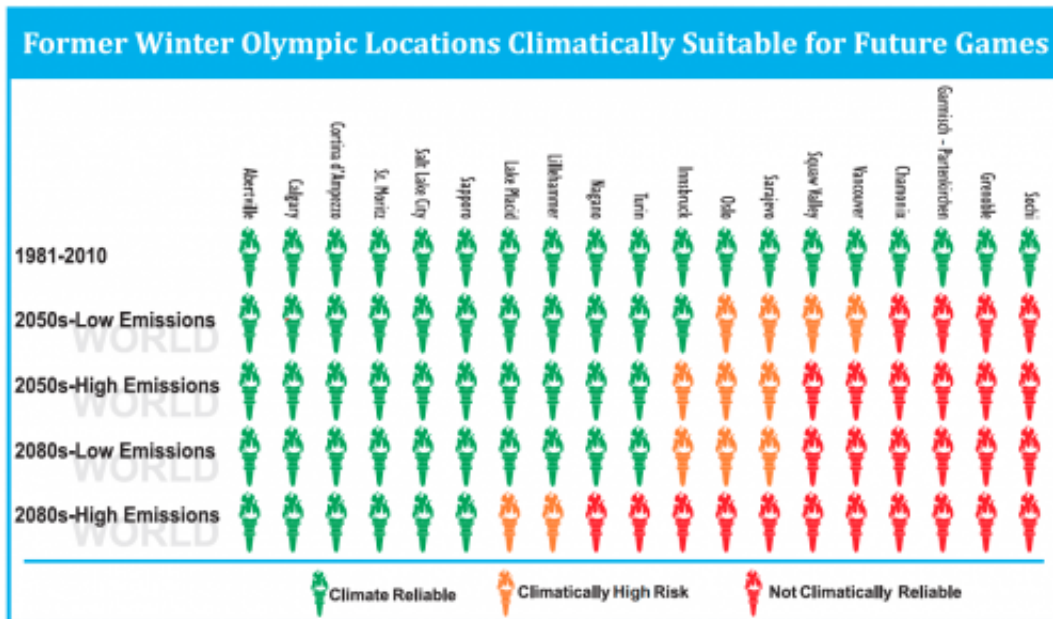 Former Winter Olympic Locations Climatically Suitable for Future Games
Abertville
Calgary
Cortina d'Ampezzo
St. Moritz
Salt Lake City
Sapporo
Lake Placid
Lillehammer
Nagano
Turin
Innsbruck
Oslo
Sarajevo
Squaw Valley
Vancouver
Chamonix
Garmisch - Partenkirchen
Grenoble
Sochi
1981-2010
2050s-Low Emissions
WORLD
2050s-High Emissions
WORLD
2080s-Low Emissions
WORLD
2080s-High Emissions
WORLD
Climate Reliable
Climatically High Risk
Not Climatically Reliable